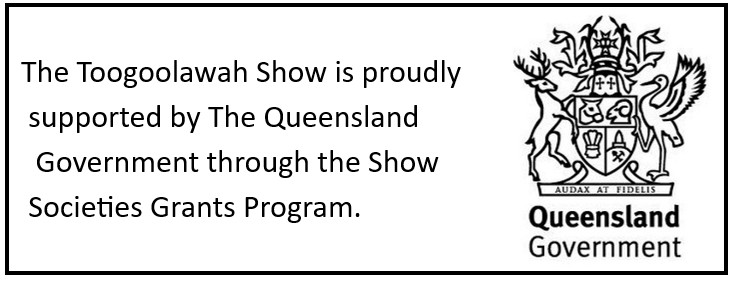 The Toogoolawah Show is proudly
supported by The Queensland
Government through the Show
Societies Grants Program.
AUDAX AT FIDELIS
Queensland
Government